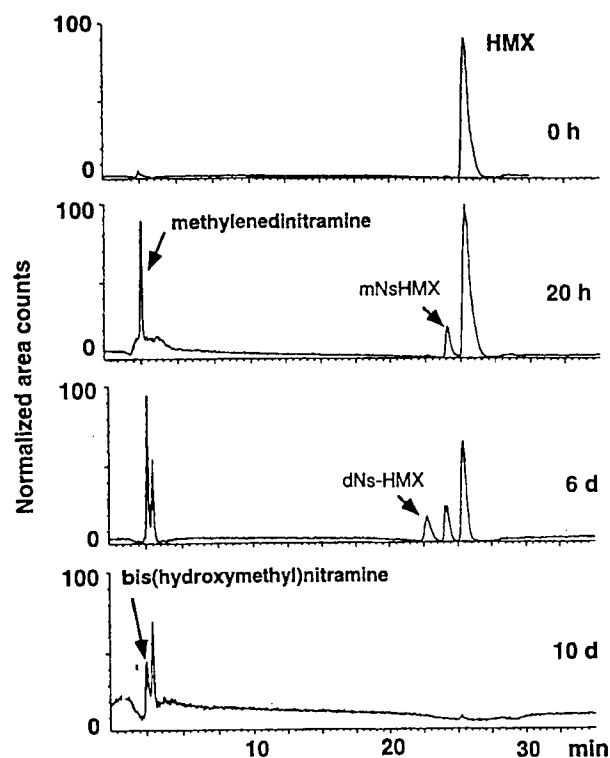 100
HMX
0 h
0
100
methylenedinitramine
mNsHMX
20 h
0
Normalized area counts
100
dNs-HMX
6 d
0
100
bis(hydroxymethyl)nitramine
10 d
0
10
20
30
min